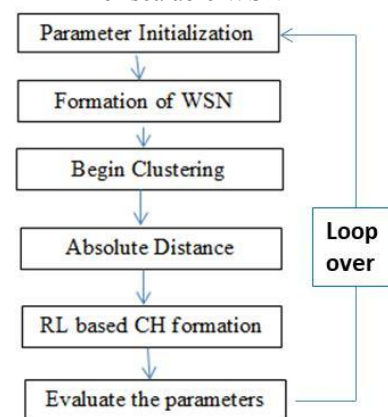 Parameter Initialization
Formation of WSN
Begin Clustering
Absolute Distance
Loop
over
RL based CH formation
Evaluate the parameters